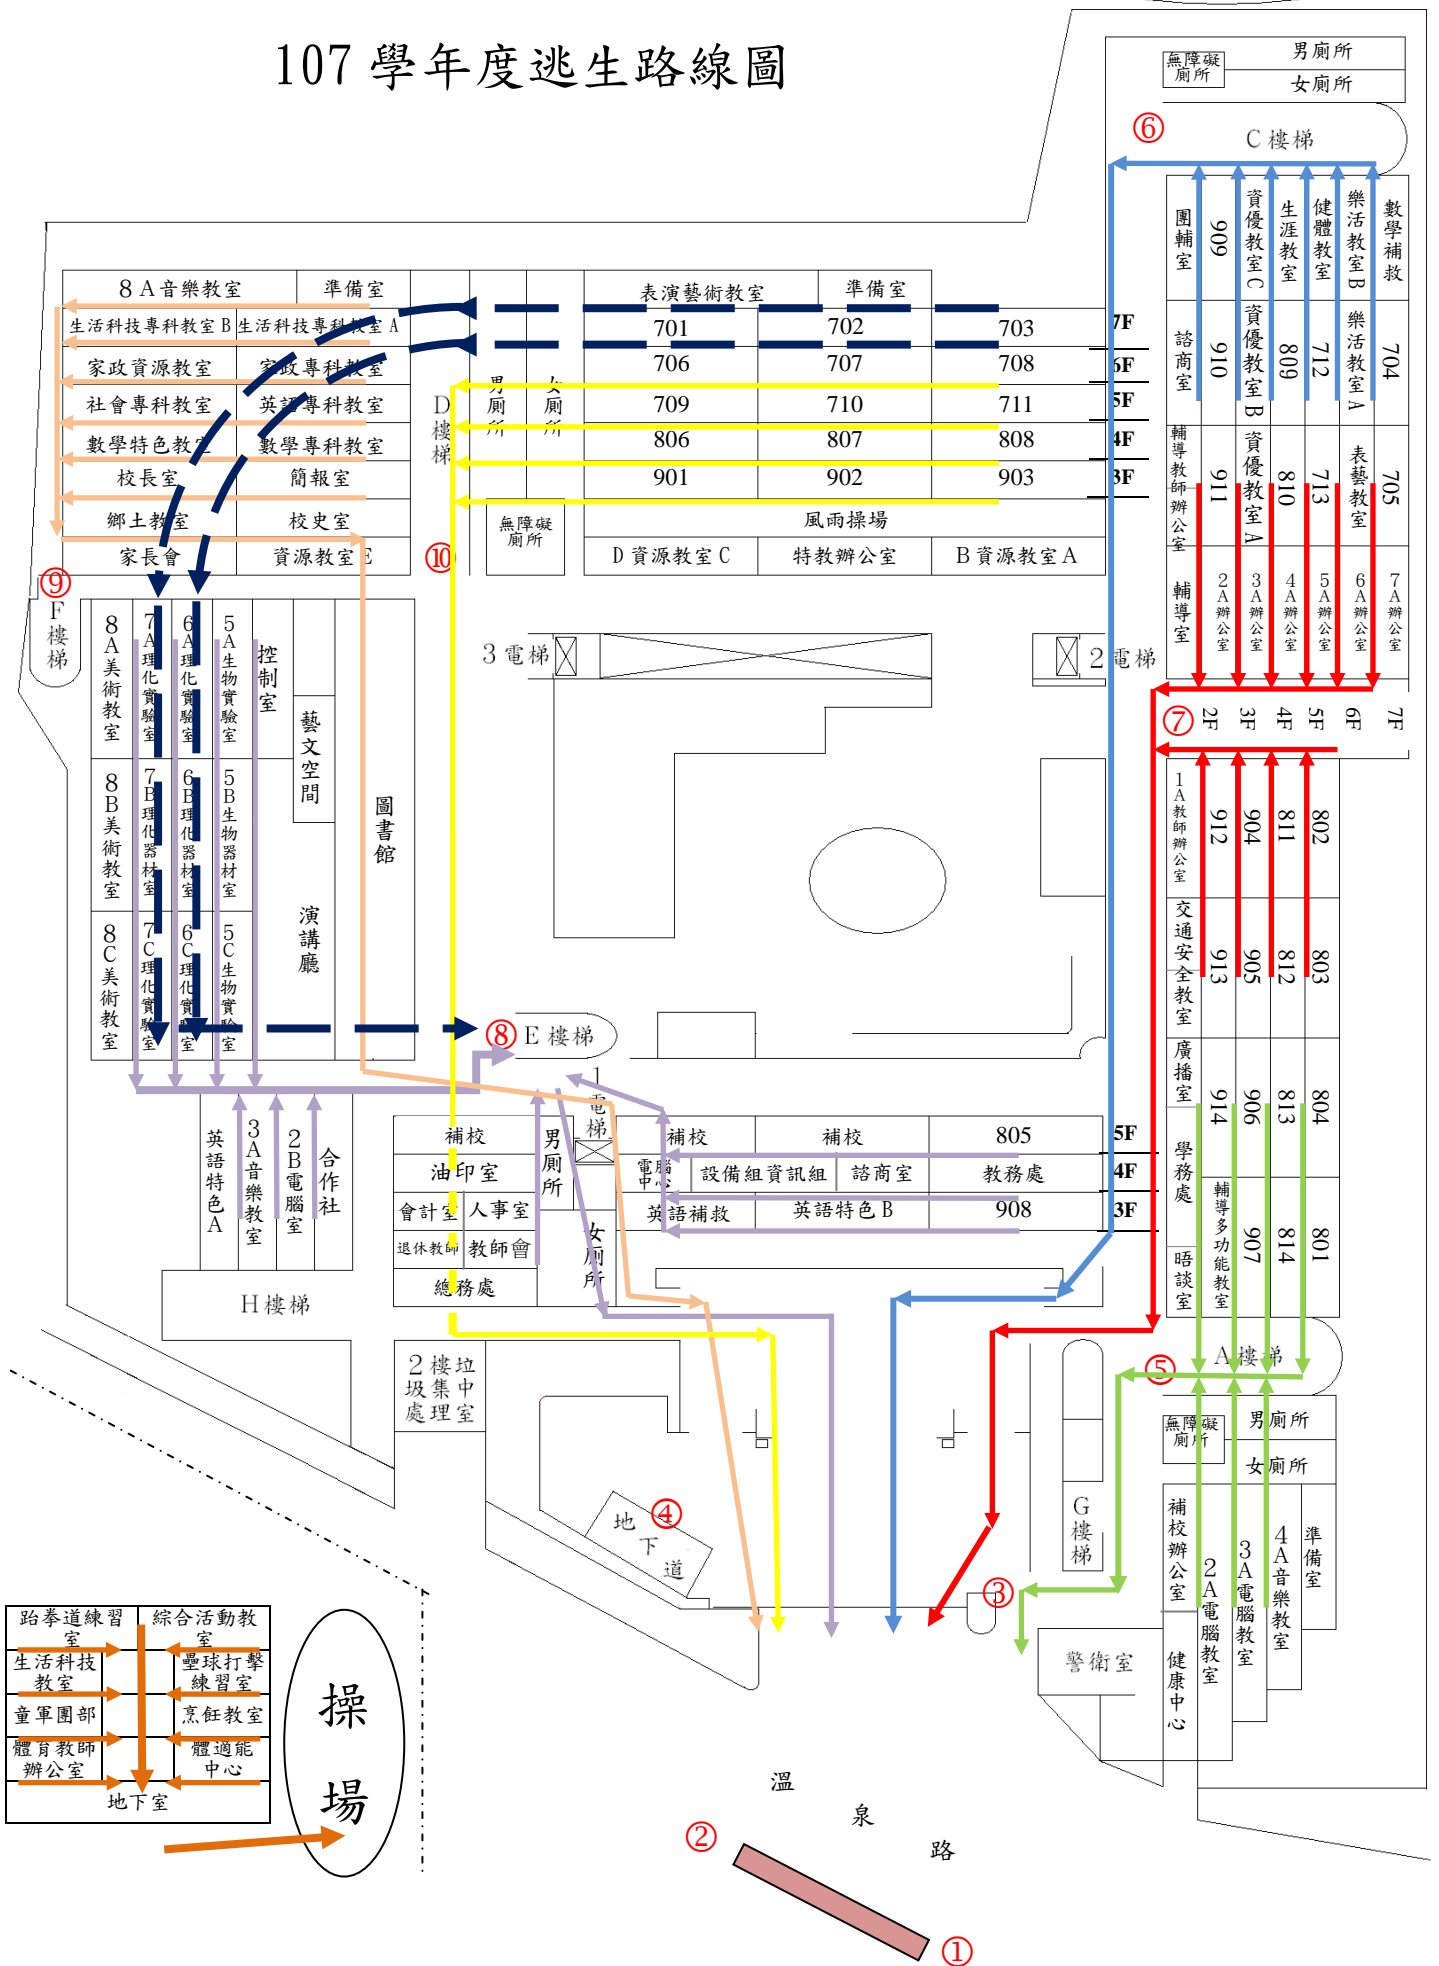 107 學年度逃生路線圖
無障礙
廁所
男廁所
女廁所
⑥
C 樓梯
團輔室
909
資優教室C
生涯教室
健體教室
樂活教室B
數學補救
諮商室
910
資優教室B
809
712
樂活教室A
704
輔導教師辦公室
911
資優教室A
810
713
表藝教室
705
輔導室
2A辦公室
3A辦公室
4A辦公室
5A辦公室
6A辦公室
7A辦公室
⑦
2F
3F
4F
5F
6F
7F
8A音樂教室
準備室
生活科技專科教室B
生活科技專科教室A
家政資源教室
家政專科教室
社會專科教室
英語專科教室
數學特色教室
數學專科教室
校長室
簡報室
鄉土教室
校史室
家長會
資源教室E
D樓梯
男廁所
女廁所
無障礙
廁所
⑩
表演藝術教室
準備室
701
702
703
7F
706
707
708
6F
709
710
711
5F
806
807
808
4F
901
902
903
3F
風雨操場
D資源教室C
特教辦公室
B資源教室A
⑨
F樓梯
8A美術教室
7A理化實驗室
6A理化實驗室
5A生物實驗室
控制室
藝文空間
圖書館
8B美術教室
7B理化器材室
6B理化器材室
5B生物器材室
演講廳
8C美術教室
7C理化實驗室
6C理化實驗室
5C生物實驗室
3電梯
2電梯
1A教師辦公室
912
904
811
802
交通安全教室
913
905
812
803
廣播室
914
906
813
804
學務處
輔導多功能教室
907
814
801
晤談室
⑧
E樓梯
1電梯
英語特色A
3A音樂教室
2B電腦室
合作社
H樓梯
補校
油印室
會計室
人事室
退休教師
教師會
總務處
男廁所
女廁所
補校
補校
805
5F
電腦
中心
設備組資訊組
諮商室
教務處
4F
英語補救
英語特色B
908
3F
2樓垃
圾集中
處理室
⑤
A樓梯
無障礙
廁所
男廁所
女廁所
④
地下道
G樓梯
③
警衛室
補校辦公室
健康中心
2A電腦教室
3A電腦教室
4A音樂教室
準備室
跆拳道練習
室
綜合活動教
室
生活科技
教室
壘球打擊
練習室
童軍團部
烹飪教室
體育教師
辦公室
體適能
中心
地下室
操場
溫泉路
②
①